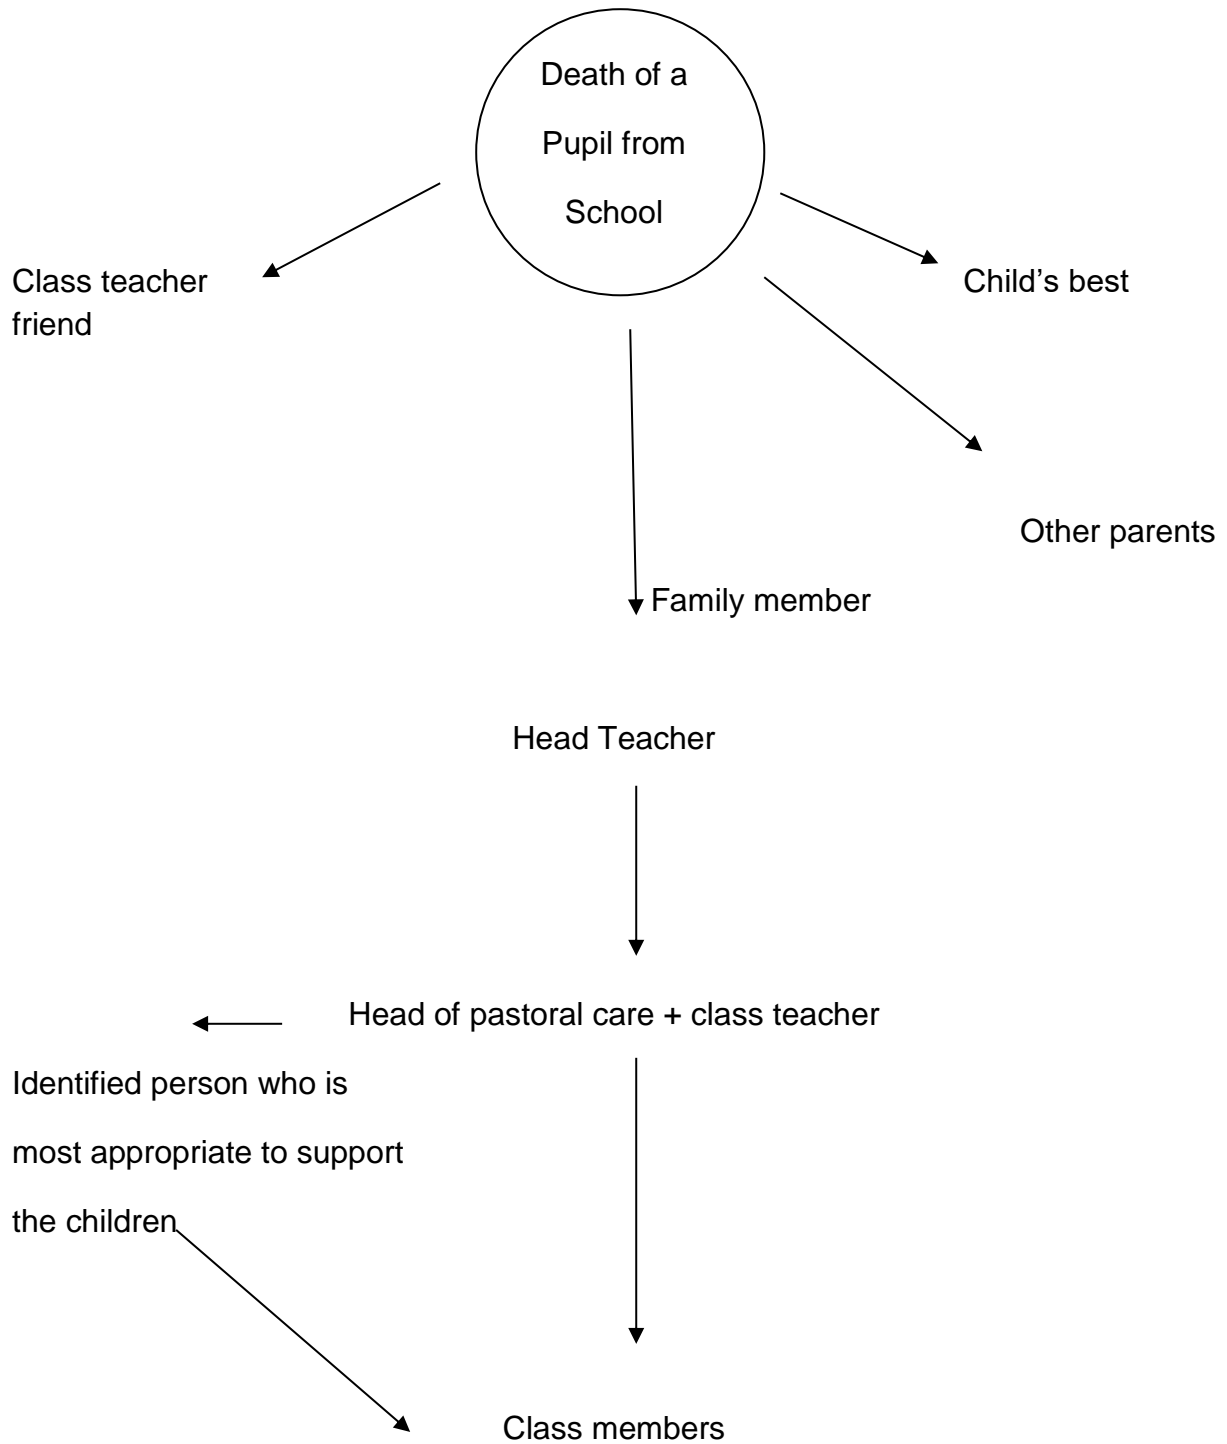 Death of a
Pupil from
School
Class teacher Child's best
friend
Other parents
Family member
Head Teacher
Head of pastoral care + class teacher
Identified person who is
most appropriate to support
the children
Class members